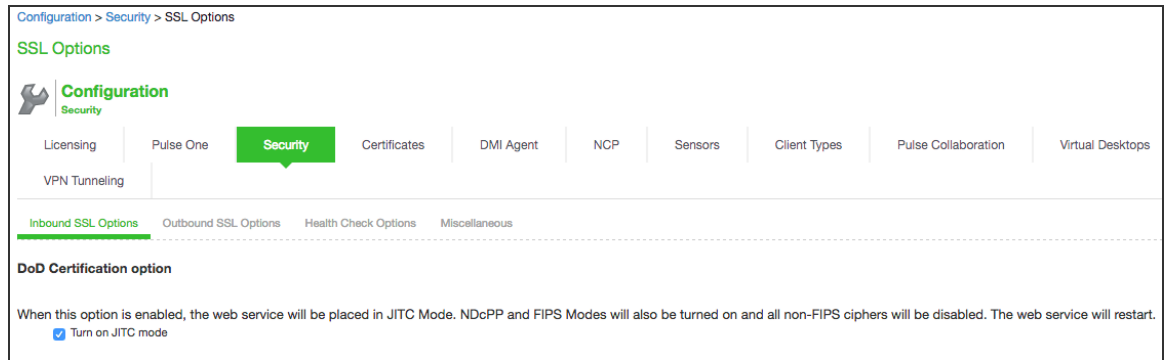 Configuration > Security > SSL Options
SSL Options
Configuration
Security
Licensing Pulse One Security Certificates DMI Agent NCP Sensors Client Types Pulse Collaboration Virtual Desktops
VPN Tunneling
Inbound SSL Options Outbound SSL Options Health Check Options Miscellaneous
DoD Certification option
When this option is enabled, the web service will be placed in JITC Mode. NDcPP and FIPS Modes will also be turned on and all non-FIPS ciphers will be disabled. The web service will restart.
Turn on JITC mode